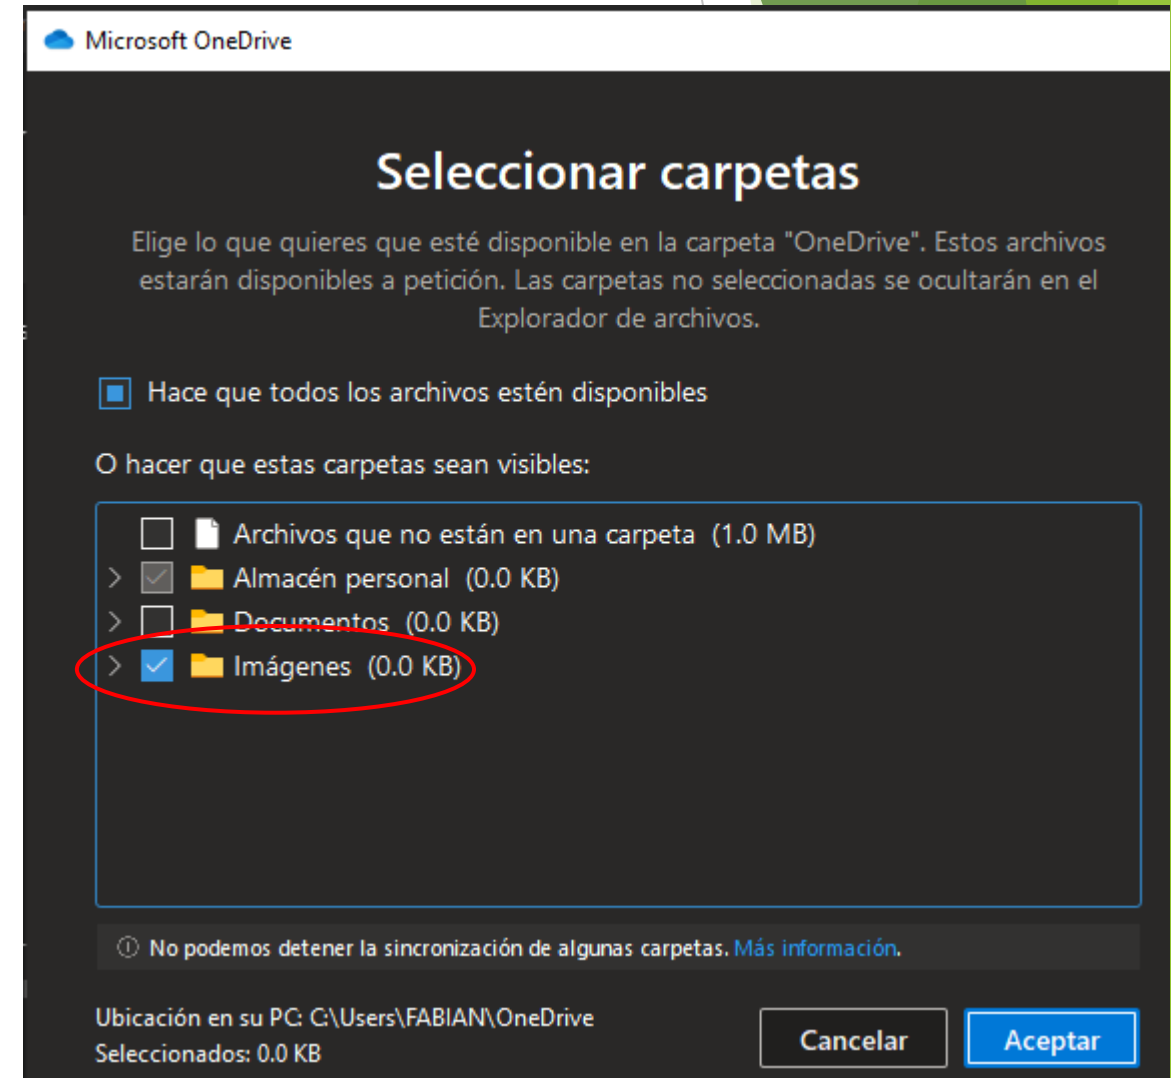 Microsoft OneDrive
Seleccionar carpetas
Elige lo que quieres que esté disponible en la carpeta "OneDrive". Estos archivos
estarán disponibles a petición. Las carpetas no seleccionadas se ocultarán en el
Explorador de archivos.
Hace que todos los archivos estén disponibles
O hacer que estas carpetas sean visibles:
Archivos que no están en una carpeta (1.0 MB)
Almacén personal (0.0 KB)
Documentos (0.0 KB)
Imágenes (0.0 KB)
No podemos detener la sincronización de algunas carpetas. Más información.
Ubicación en su PC: C:\Users\FABIAN\OneDrive
Seleccionados: 0.0 KB
Cancelar
Aceptar